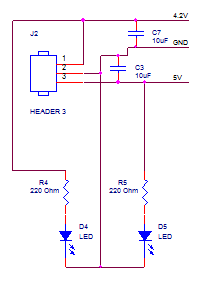 4.2V
J2
C7
10uF
GND
1
2
3
C3
10uF
5V
HEADER 3
R4
220 Ohm
R5
220 Ohm
D4
LED
D5
LED